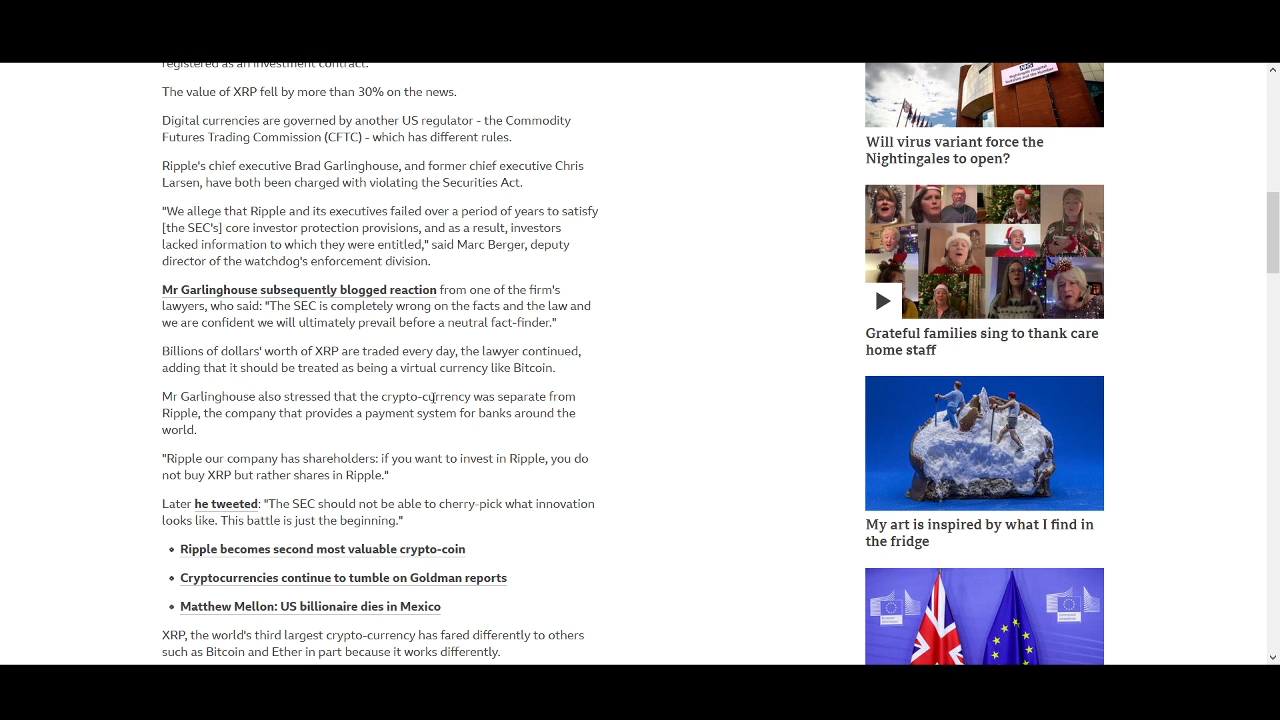 registered as an investment contract.
The value of XRP fell by more than 30% on the news.
Digital currencies are governed by another US regulator - the Commodity
Futures Trading Commission (CFTC) - which has different rules.
Ripple's chief executive Brad Garlinghouse, and former chief executive Chris
Larsen, have both been charged with violating the Securities Act.
"We allege that Ripple and its executives failed over a period of years to satisfy
[the SEC's] core investor protection provisions, and as a result, investors
lacked information to which they were entitled," said Marc Berger, deputy
director of the watchdog's enforcement division.
Mr Garlinghouse subsequently blogged reaction from one of the firm's
lawyers, who said: "The SEC is completely wrong on the facts and the law and
we are confident we will ultimately prevail before a neutral fact-finder."
Billions of dollars' worth of XRP are traded every day, the lawyer continued,
adding that it should be treated as being a virtual currency like Bitcoin.
Mr Garlinghouse also stressed that the crypto-currency was separate from
Ripple, the company that provides a payment system for banks around the
world.
"Ripple our company has shareholders: if you want to invest in Ripple, you do
not buy XRP but rather shares in Ripple."
Later he tweeted: "The SEC should not be able to cherry-pick what innovation
looks like. This battle is just the beginning."
Ripple becomes second most valuable crypto-coin
Cryptocurrencies continue to tumble on Goldman reports
Matthew Mellon: US billionaire dies in Mexico
XRP, the world's third largest crypto-currency has fared differently to others
such as Bitcoin and Ether in part because it works differently.
NHS
Will virus variant force the
Nightingales to open?
Grateful families sing to thank care
home staff
My art is inspired by what I find in
the fridge